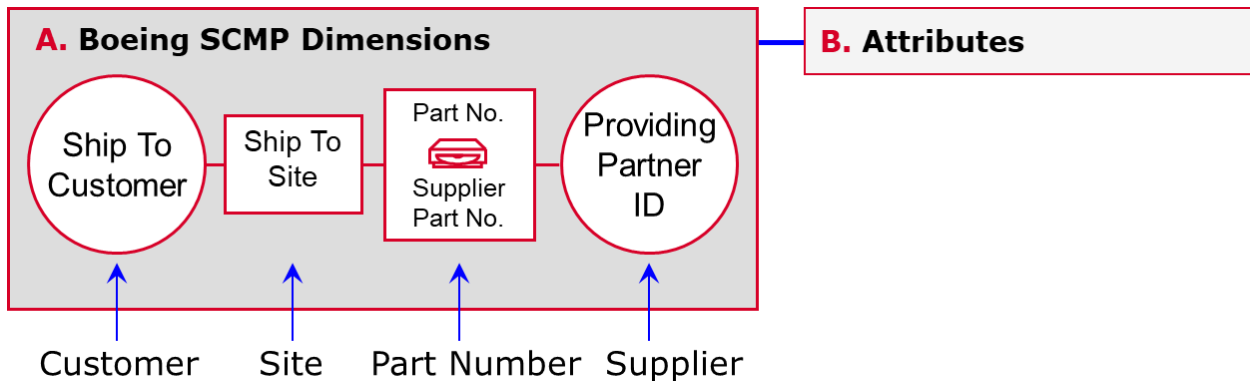 A. Boeing SCMP Dimensions
B. Attributes
Ship To
Customer
Ship To
Site
Part No.
Supplier
Part No.
Providing
Partner
ID
Customer
Site
Part Number
Supplier